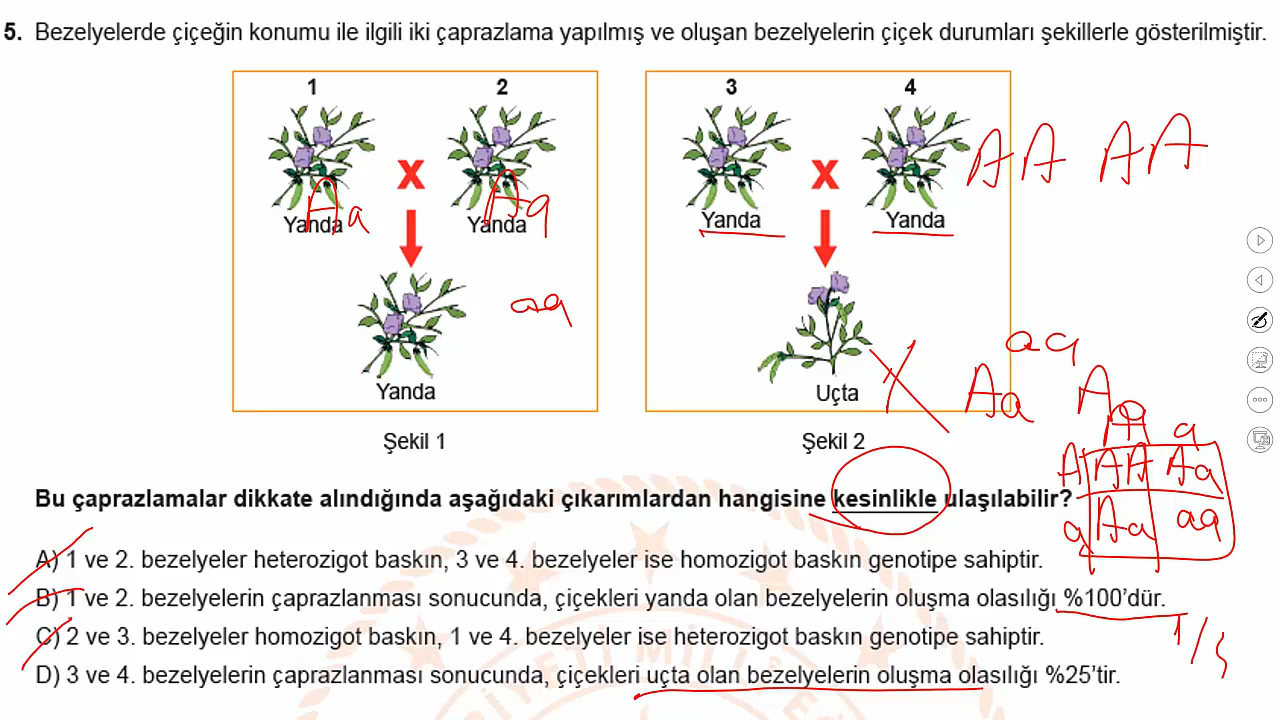 5. Bezelyelerde çiçeğin konumu ile ilgili iki çaprazlama yapılmış ve oluşan bezelyelerin çiçek durumları şekillerle gösterilmiştir.
1 2
x
Aa Aa
Yanda Yanda
aa
Yanda
Şekil 1
3 4
x
AA AA
Yanda Yanda
aa
Uçta
Aa Aa
Şekil 2
A a
A AA Aa
a Aa aa
Bu çaprazlamalar dikkate alındığında aşağıdaki çıkarımlardan hangisine kesinlikle ulaşılabilir?
A) 1 ve 2. bezelyeler heterozigot baskın, 3 ve 4. bezelyeler ise homozigot baskın genotipe sahiptir.
B) 1 ve 2. bezelyelerin çaprazlanması sonucunda, çiçekleri yanda olan bezelyelerin oluşma olasılığı %100'dür.
C) 2 ve 3. bezelyeler homozigot baskın, 1 ve 4. bezelyeler ise heterozigot baskın genotipe sahiptir.
D) 3 ve 4. bezelyelerin çaprazlanması sonucunda, çiçekleri uçta olan bezelyelerin oluşma olasılığı %25'tir.